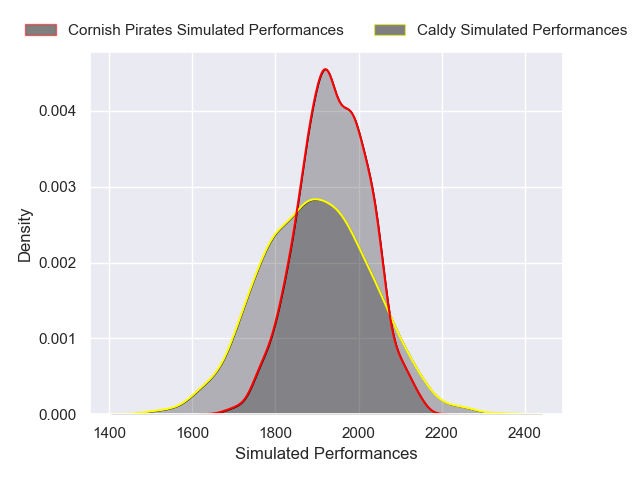 Cornish Pirates Simulated Performances
Caldy Simulated Performances
0.004
0.003
0.002
0.001
0.000
Density
1400
1600
1800
2000
2200
2400
Simulated Performances